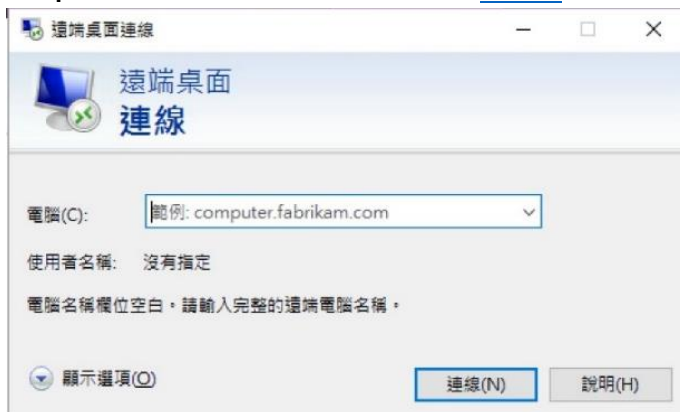 遠端桌面連線
遠端桌面
連線
電腦(C): 範例: computer.fabrikam.com
使用者名稱: 沒有指定
電腦名稱欄位空白。請輸入完整的遠端電腦名稱。
顯示選項(O) 連線(N) 說明(H)